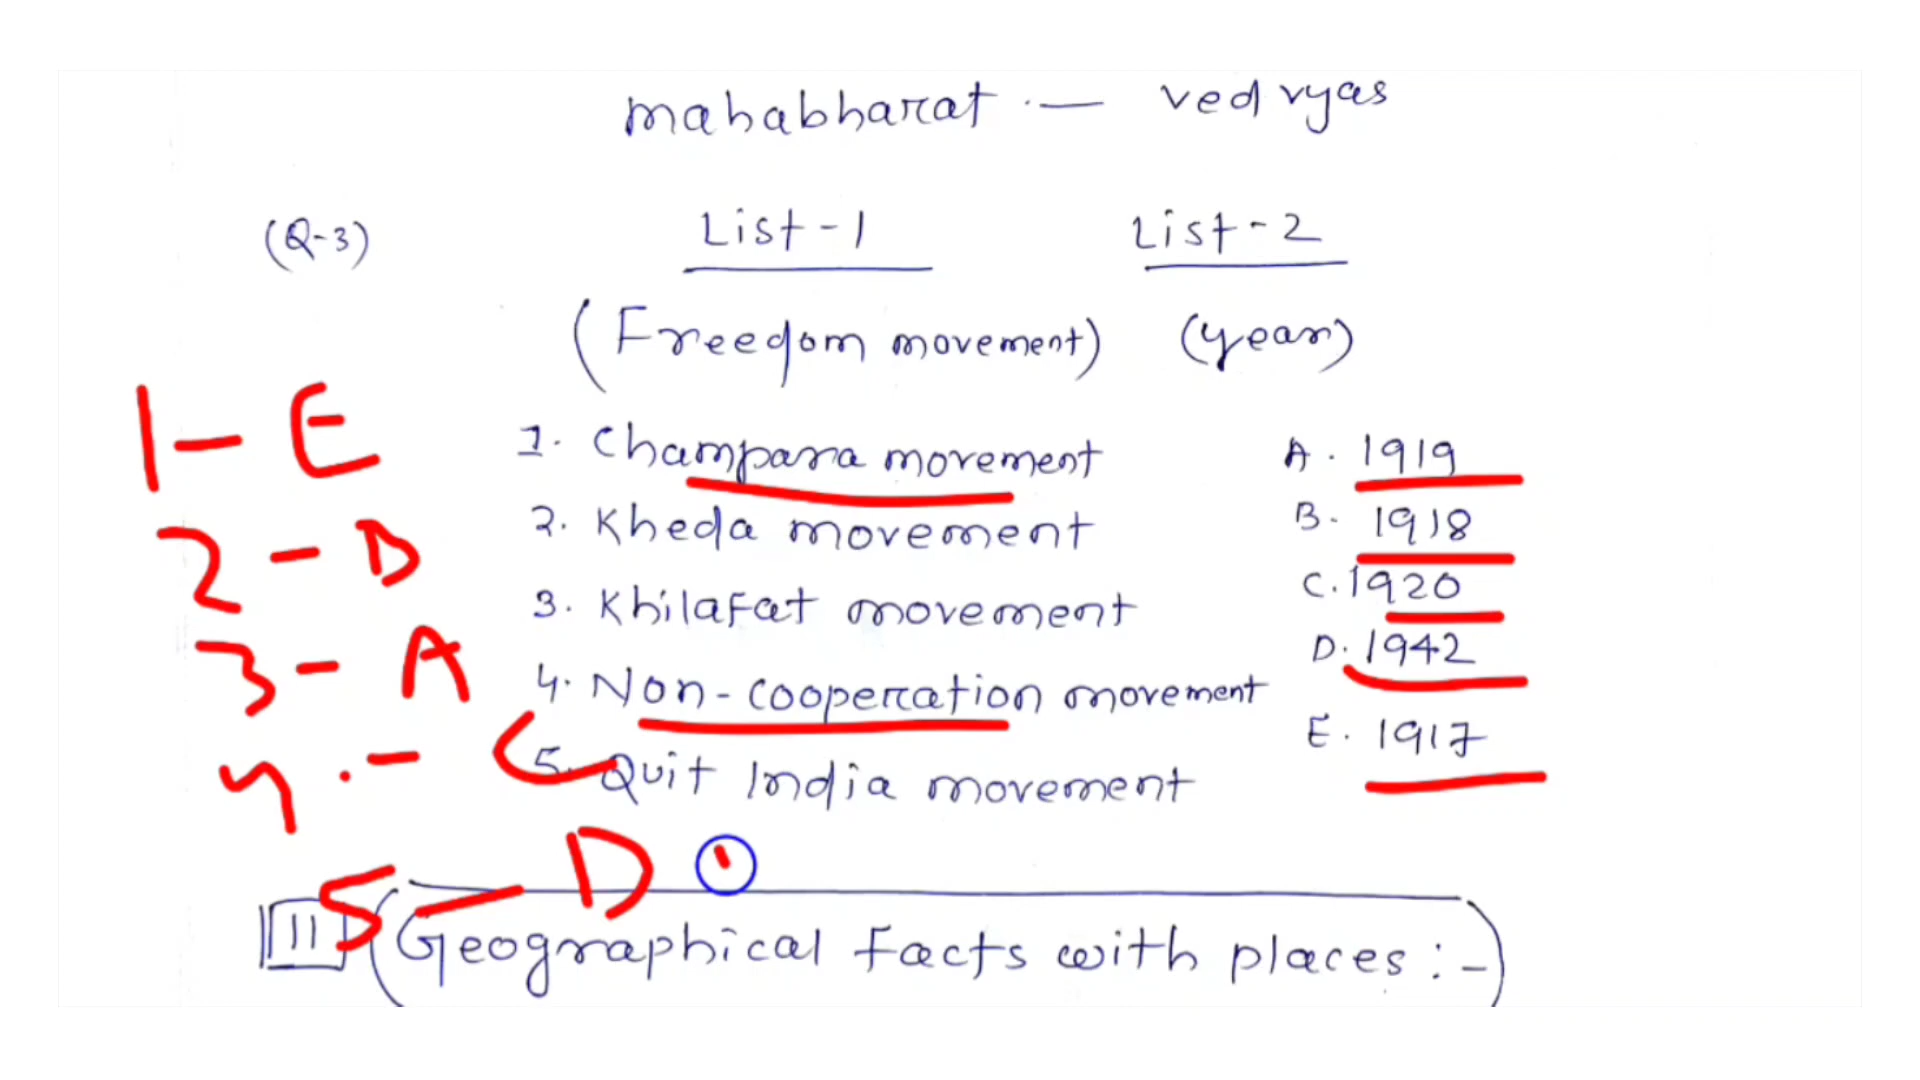 mahabharat - ved vyas
(Q-3) List-1 List-2
(Freedom movement) (year)
1-E 1. Champara movement A. 1919
2-D 2. Kheda movement B. 1918
3-A 3. Khilafat movement C. 1920
4.-C 4. Non-cooperation movement D. 1942
5. Quit India movement E. 1917
5-D
II (Geographical facts with places:-)